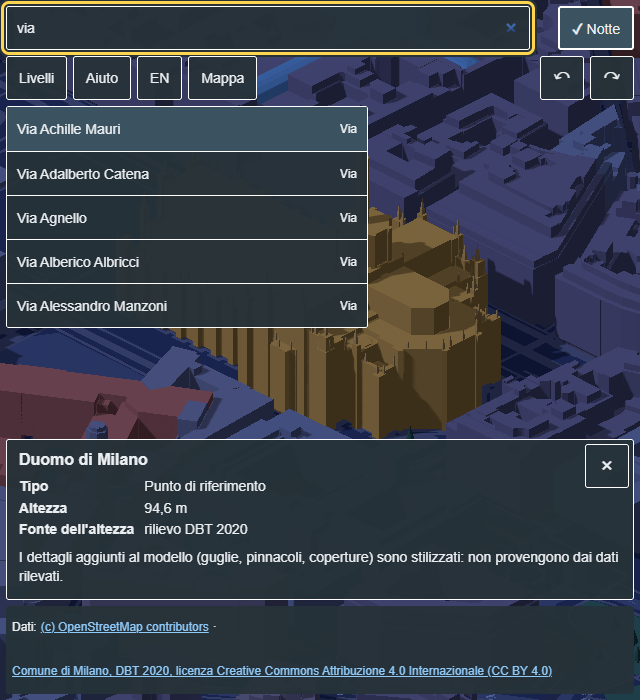 via
✓ Notte
Livelli
Aiuto
EN
Mappa
Via Achille Mauri Via
Via Adalberto Catena Via
Via Agnello Via
Via Alberico Albricci Via
Via Alessandro Manzoni Via
Duomo di Milano
Tipo Punto di riferimento
Altezza 94,6 m
Fonte dell'altezza rilievo DBT 2020
I dettagli aggiunti al modello (guglie, pinnacoli, coperture) sono stilizzati: non provengono dai dati
rilevati.
Dati: (c) OpenStreetMap contributors ·
Comune di Milano, DBT 2020, licenza Creative Commons Attribuzione 4.0 Internazionale (CC BY 4.0)